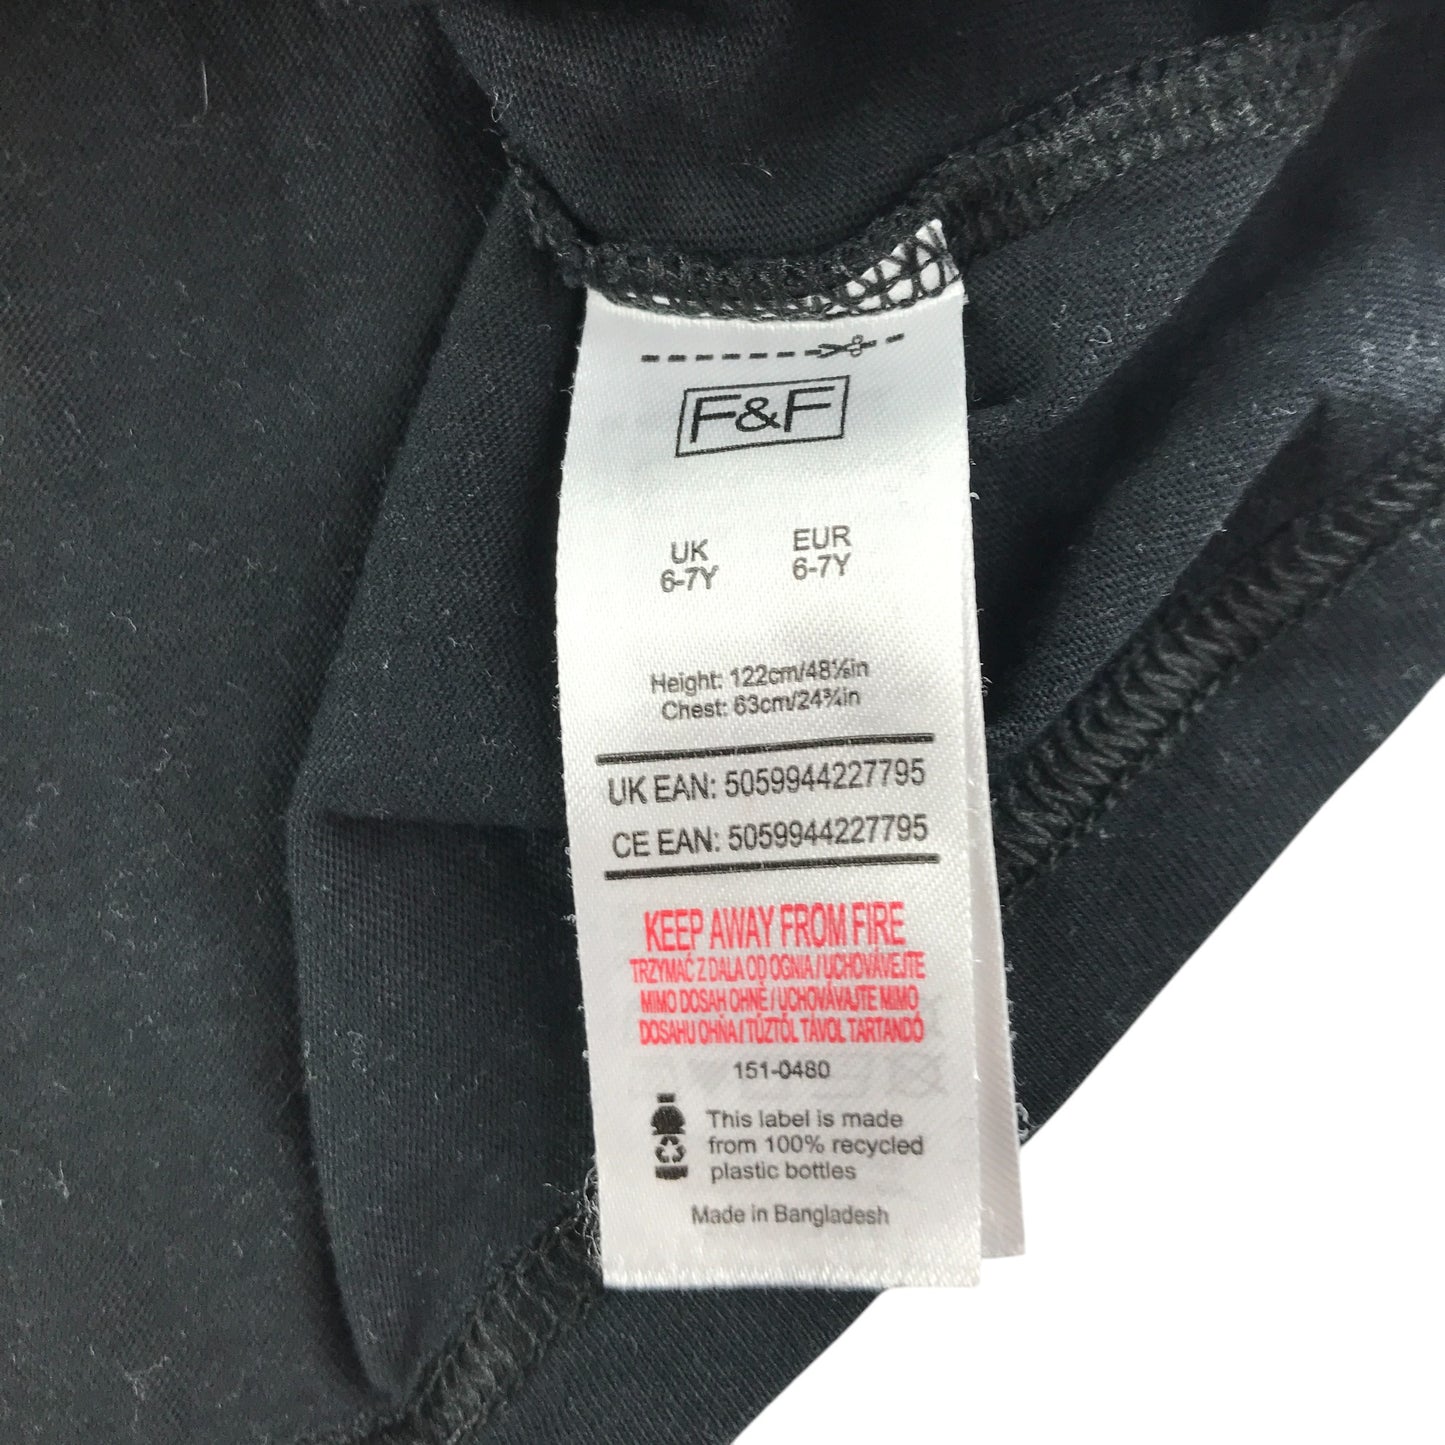 F&F
UK EUR
6-7Y 6-7Y
Height: 122cm/48⅛in
Chest: 63cm/24¾in
UK EAN: 5059944227795
CE EAN: 5059944227795
KEEP AWAY FROM FIRE
TRZYMAĆ Z DALA OD OGNIA / UCHOVÁVEJTE
MIMO DOSAH OHNĚ / UCHOVÁVAJTE MIMO
DOSAHU OHŇA / TŰZTŐL TÁVOL TARTANDÓ
151-0480
This label is made
from 100% recycled
plastic bottles
Made in Bangladesh